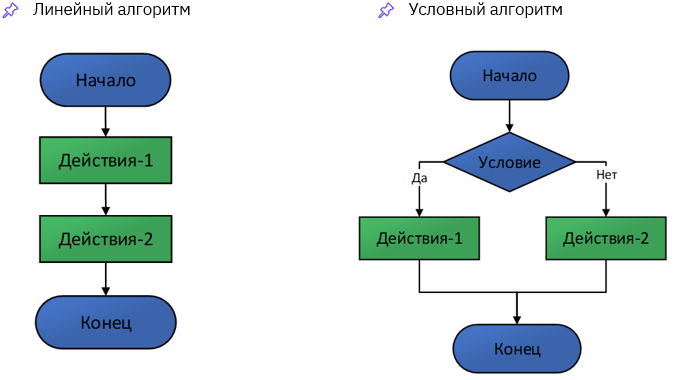 Линейный алгоритм
Начало
Действия-1
Действия-2
Конец
Условный алгоритм
Начало
Условие
Да
Нет
Действия-1
Действия-2
Конец